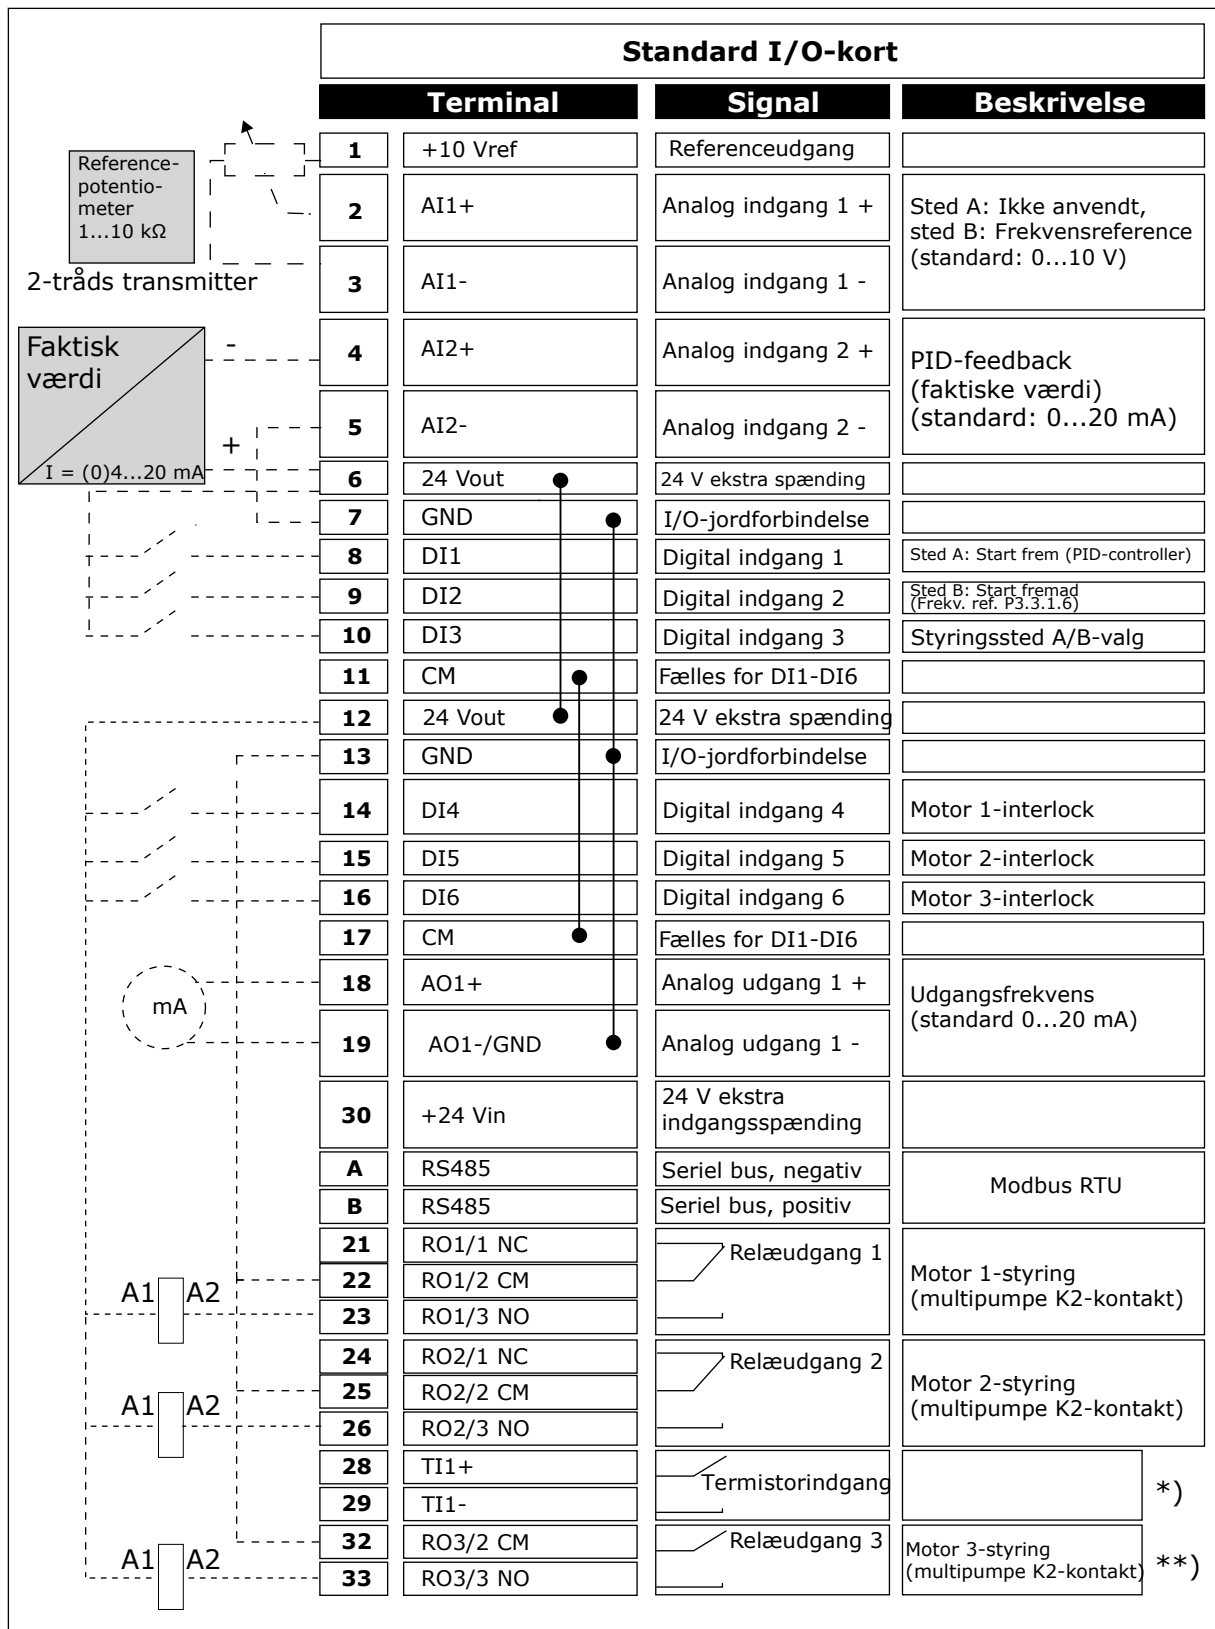 Standard I/O-kort
Terminal Signal Beskrivelse
Reference-
potentio-
meter
1...10 kΩ
2-tråds transmitter
Faktisk
værdi
I = (0)4...20 mA
-
+
1 +10 Vref Referenceudgang
2 AI1+ Analog indgang 1 +
Sted A: Ikke anvendt,
sted B: Frekvensreference
(standard: 0...10 V)
3 AI1- Analog indgang 1 -
4 AI2+ Analog indgang 2 +
PID-feedback
(faktiske værdi)
(standard: 0...20 mA)
5 AI2- Analog indgang 2 -
6 24 Vout 24 V ekstra spænding
7 GND I/O-jordforbindelse
8 DI1 Digital indgang 1 Sted A: Start frem (PID-controller)
9 DI2 Digital indgang 2
Sted B: Start fremad
(Frekv. ref. P3.3.1.6)
10 DI3 Digital indgang 3 Styringssted A/B-valg
11 CM Fælles for DI1-DI6
12 24 Vout 24 V ekstra spænding
13 GND I/O-jordforbindelse
14 DI4 Digital indgang 4 Motor 1-interlock
15 DI5 Digital indgang 5 Motor 2-interlock
16 DI6 Digital indgang 6 Motor 3-interlock
17 CM Fælles for DI1-DI6
mA
18 AO1+ Analog udgang 1 +
Udgangsfrekvens
(standard 0...20 mA)
19 AO1-/GND Analog udgang 1 -
30 +24 Vin
24 V ekstra
indgangsspænding
A RS485 Seriel bus, negativ
Modbus RTU
B RS485 Seriel bus, positiv
21 RO1/1 NC Relæudgang 1
22 RO1/2 CM
Motor 1-styring
(multipumpe K2-kontakt)
A1 A2
23 RO1/3 NO
24 RO2/1 NC Relæudgang 2
25 RO2/2 CM
Motor 2-styring
(multipumpe K2-kontakt)
A1 A2
26 RO2/3 NO
28 TI1+ Termistorindgang *)
29 TI1-
32 RO3/2 CM Relæudgang 3
Motor 3-styring
(multipumpe K2-kontakt) **)
A1 A2
33 RO3/3 NO